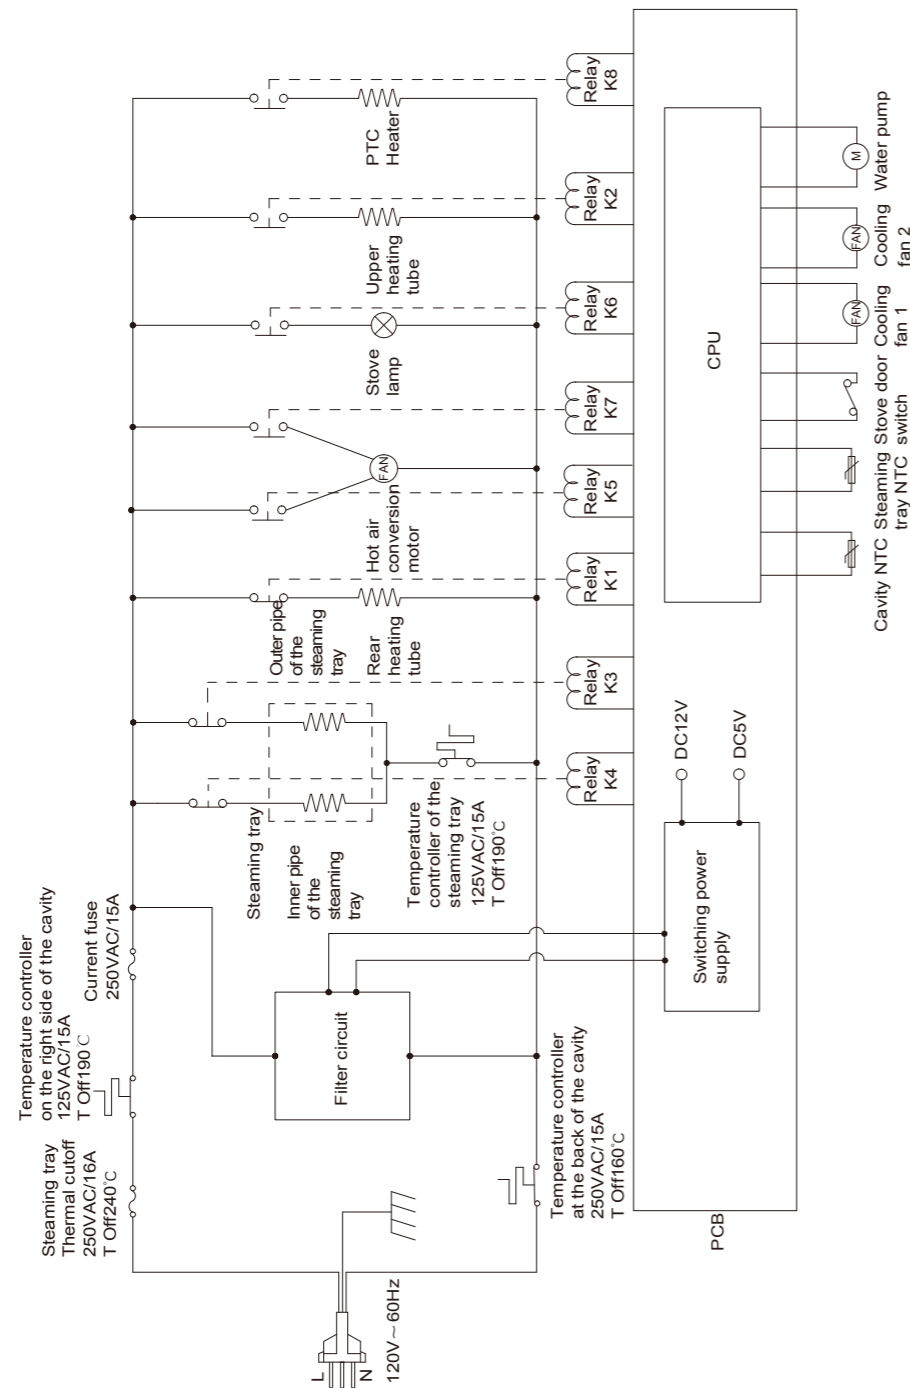 L
N
120V～60Hz
Steaming tray
Thermal cutoff
250VAC/16A
T Off240℃
Temperature controller
on the right side of the cavity
125VAC/15A
T Off190℃
Current fuse
250VAC/15A
Filter circuit
Temperature controller
at the back of the cavity
250VAC/15A
T Off160℃
Steaming tray
Inner pipe
of the
steaming
tray
Outer pipe
of the
steaming
tray
Temperature
controller of the
steaming tray
125VAC/15A
T Off190℃
Rear
heating
tube
FAN
Hot air
conversion
motor
Stove
lamp
Upper
heating
tube
PTC
Heater
Relay
K4
Relay
K3
Relay
K1
Relay
K5
Relay
K7
Relay
K6
Relay
K2
Relay
K8
PCB
Switching power
supply
DC12V
DC5V
CPU
Cavity NTC
Steaming
tray NTC
Stove door
switch
FAN
Cooling
fan 1
FAN
Cooling
fan 2
M
Water pump